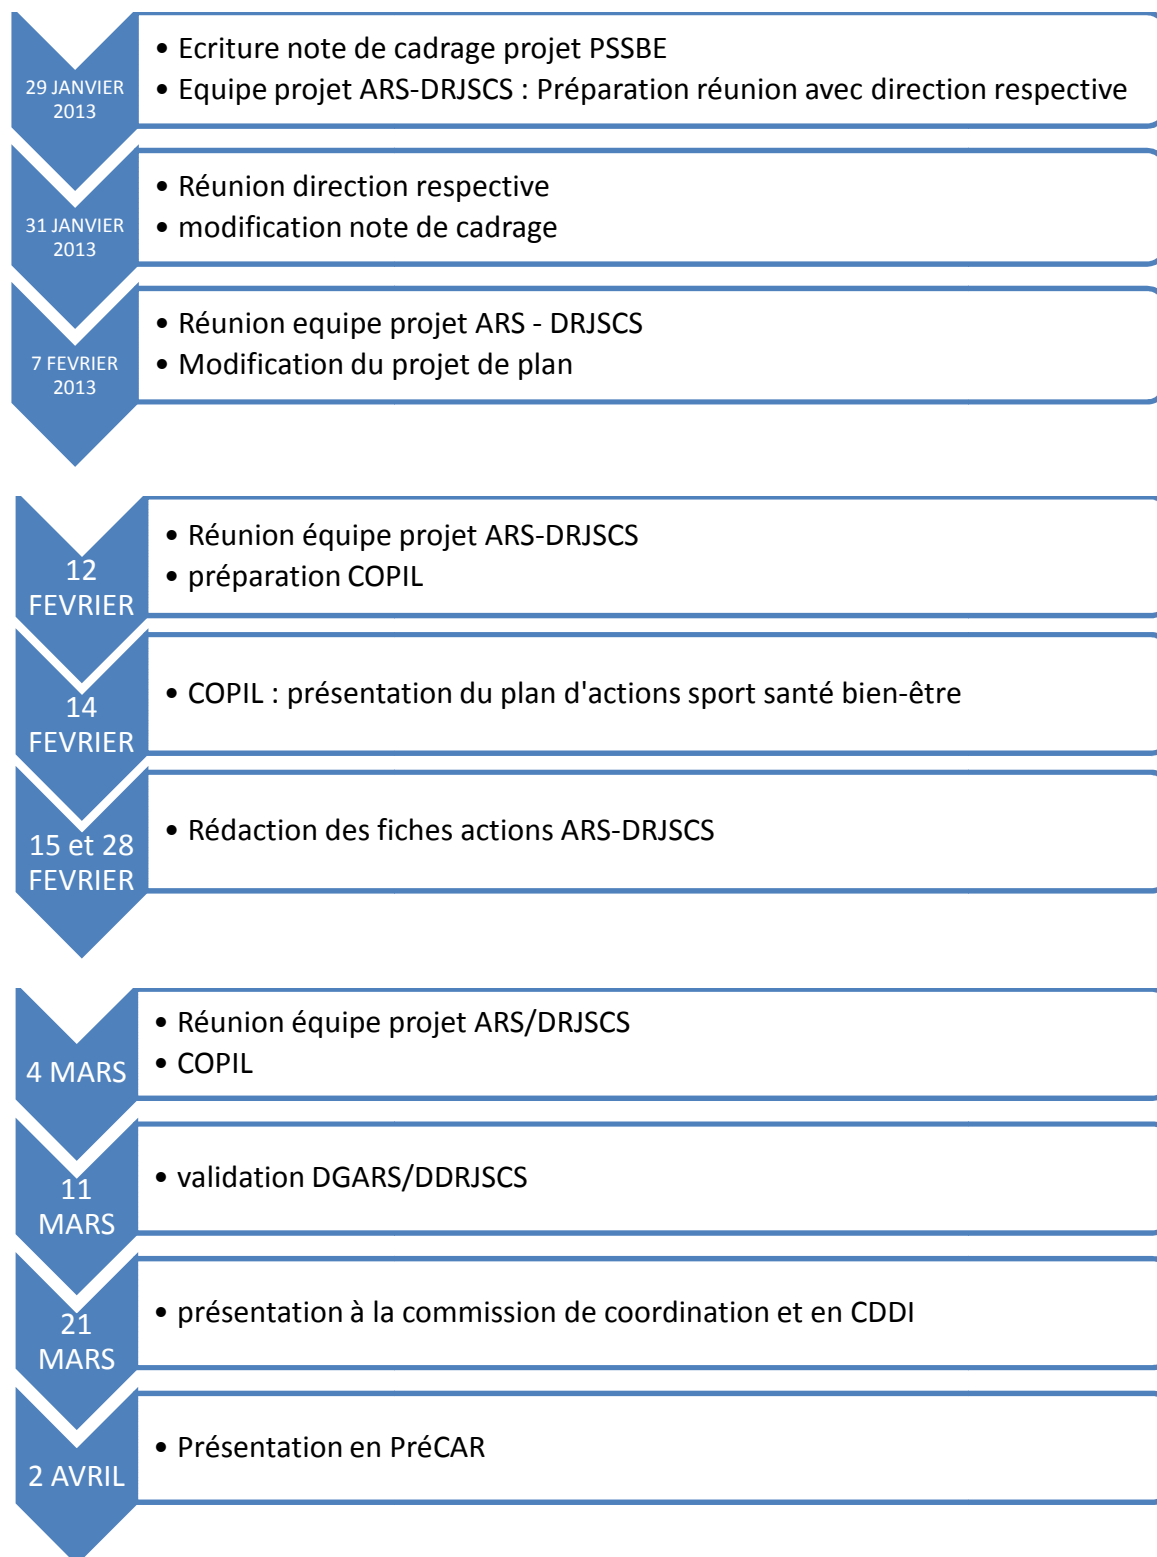 29 JANVIER
2013
• Ecriture note de cadrage projet PSSBE
• Equipe projet ARS-DRJSCS : Préparation réunion avec direction respective
31 JANVIER
2013
• Réunion direction respective
• modification note de cadrage
7 FEVRIER
2013
• Réunion equipe projet ARS - DRJSCS
• Modification du projet de plan
12
FEVRIER
• Réunion équipe projet ARS-DRJSCS
• préparation COPIL
14
FEVRIER
• COPIL : présentation du plan d'actions sport santé bien-être
15 et 28
FEVRIER
• Rédaction des fiches actions ARS-DRJSCS
4 MARS
• Réunion équipe projet ARS/DRJSCS
• COPIL
11
MARS
• validation DGARS/DDRJSCS
21
MARS
• présentation à la commission de coordination et en CDDI
2 AVRIL
• Présentation en PréCAR